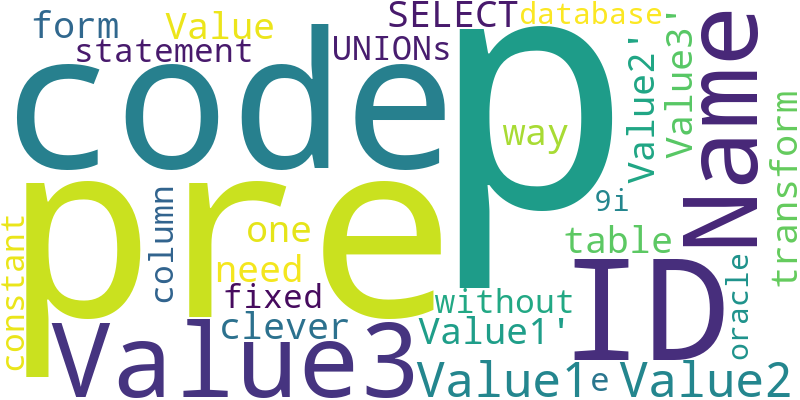 form
Value
SELECT
database
statement
UNIONs
code
p
way
Value2'
Value3'
Name
transform
pre
column
one
need
9i
table
ID
oracle
constant
fixed
clever
without
Value1'
Value3
Value1
e
Value2